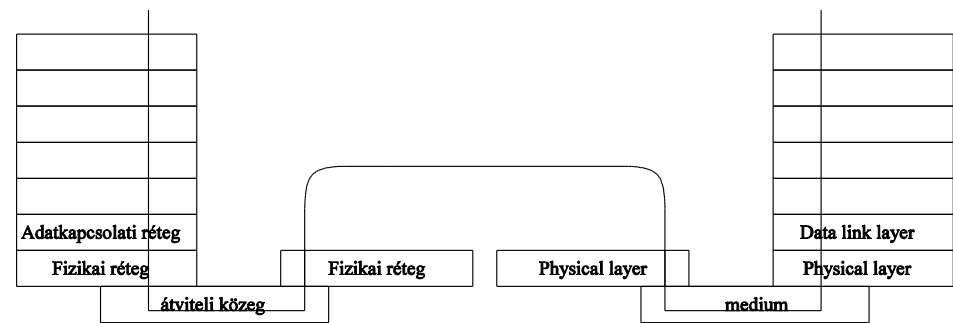 Adatkapcsolati réteg
Data link layer
Fizikai réteg
Fizikai réteg
Physical layer
Physical layer
átviteli közeg
medium